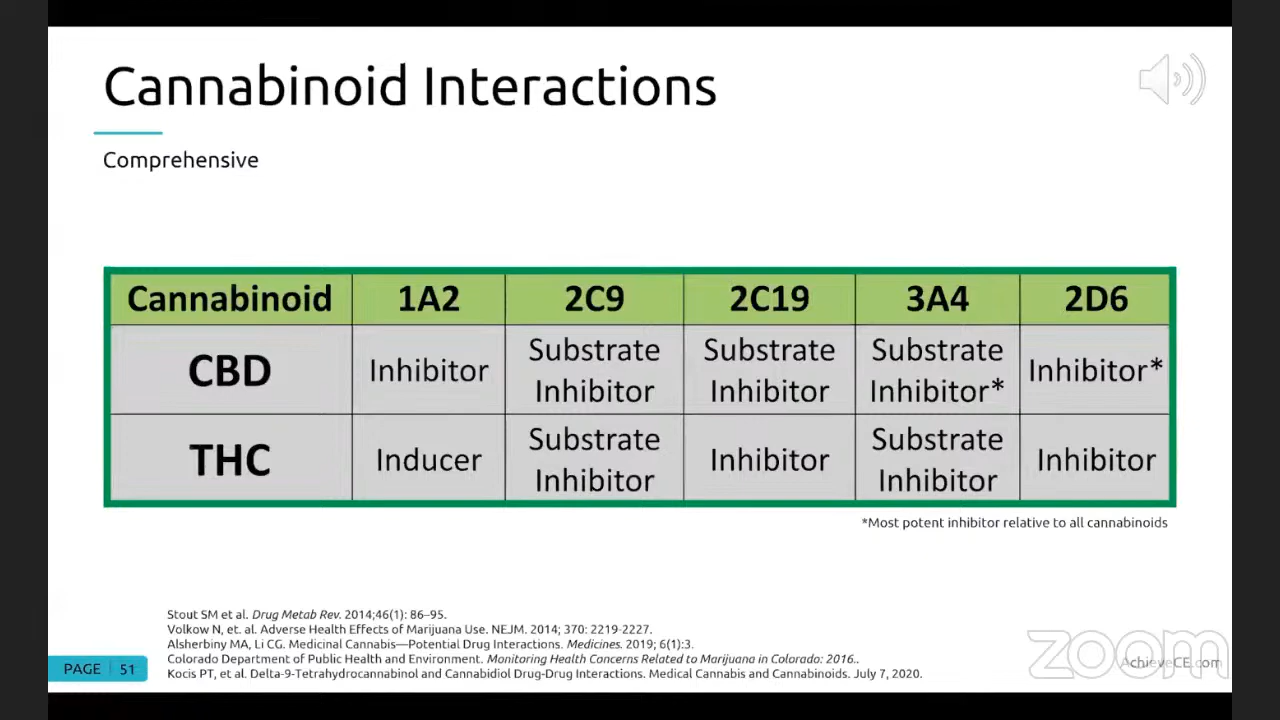 Cannabinoid Interactions
Comprehensive
Cannabinoid 1A2 2C9 2C19 3A4 2D6
CBD Inhibitor Substrate Inhibitor Substrate Inhibitor Substrate Inhibitor* Inhibitor*
THC Inducer Substrate Inhibitor Inhibitor Substrate Inhibitor Inhibitor
*Most potent inhibitor relative to all cannabinoids
Stout SM et al. Drug Metab Rev. 2014;46(1): 86–95.
Volkow N, et. al. Adverse Health Effects of Marijuana Use. NEJM. 2014; 370: 2219-2227.
Alsherbiny MA, Li CG. Medicinal Cannabis—Potential Drug Interactions. Medicines. 2019; 6(1):3.
Colorado Department of Public Health and Environment. Monitoring Health Concerns Related to Marijuana in Colorado: 2016..
Kocis PT, et al. Delta-9-Tetrahydrocannabinol and Cannabidiol Drug-Drug Interactions. Medical Cannabis and Cannabinoids. July 7, 2020.
PAGE 51
zoom
AchieveCE.com